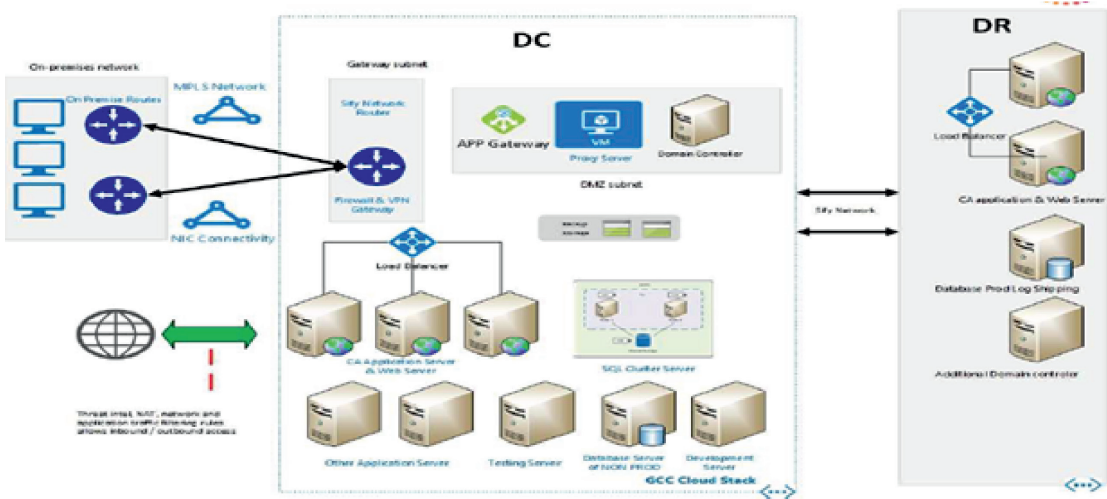 DC
DR
On-premises network
Gateway subnet
MPLS Network
On Premise Routes
Sify Network
Router
APP Gateway
VM
Proxy Server
Domain Controller
Load Balancer
Firewall & VPN
Gateway
DMZ subnet
NIC Connectivity
CA application & Web Server
Sify Network
Load Balancer
Database Prod Log Shipping
CA Application Server
& Web Server
SQL Cluster Server
Additional Domain controler
Threat intel, NAT, network and
application traffic filtering rules
allows inbound / outbound access
Other Application Server
Testing Server
Database Server
of NON PROD
Development
Server
GCC Cloud Stack